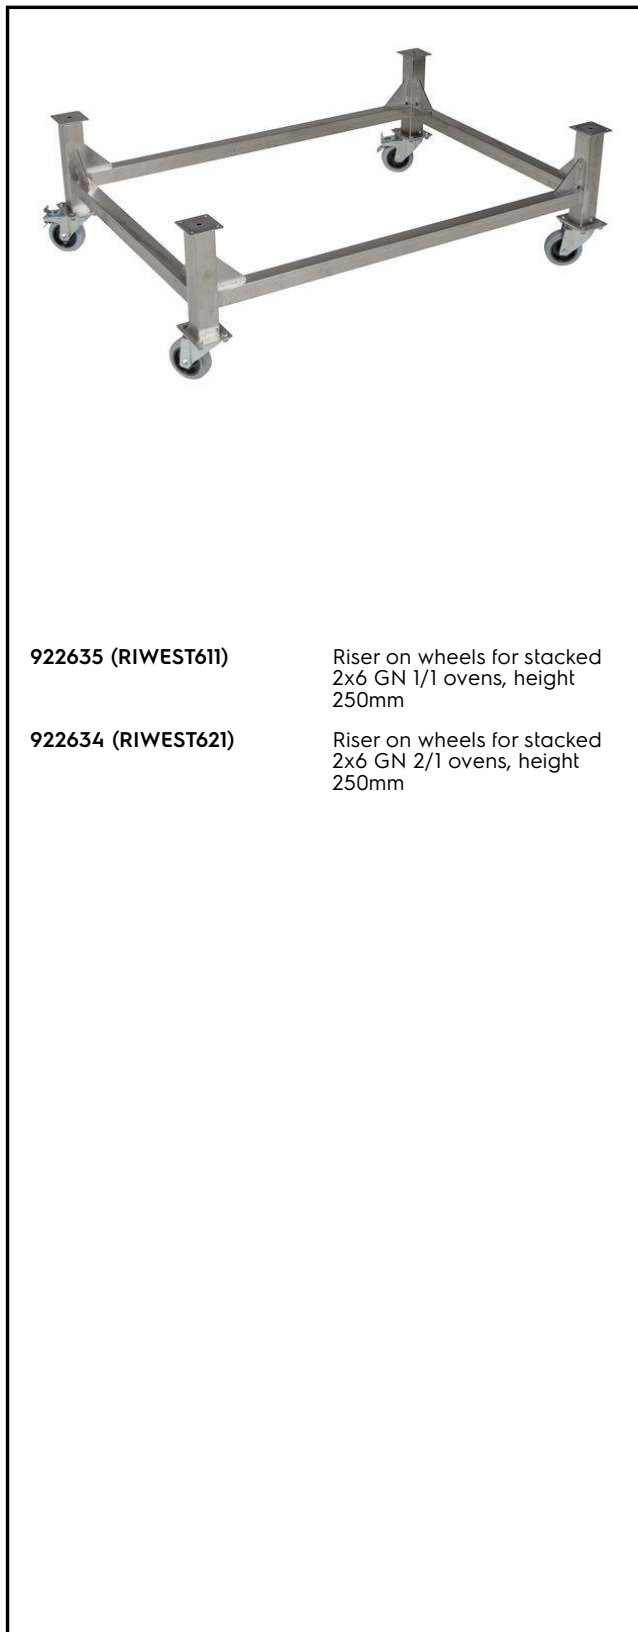 922635 (RIWEST611)
Riser on wheels for stacked
2x6 GN 1/1 ovens, height
250mm
922634 (RIWEST621)
Riser on wheels for stacked
2x6 GN 2/1 ovens, height
250mm